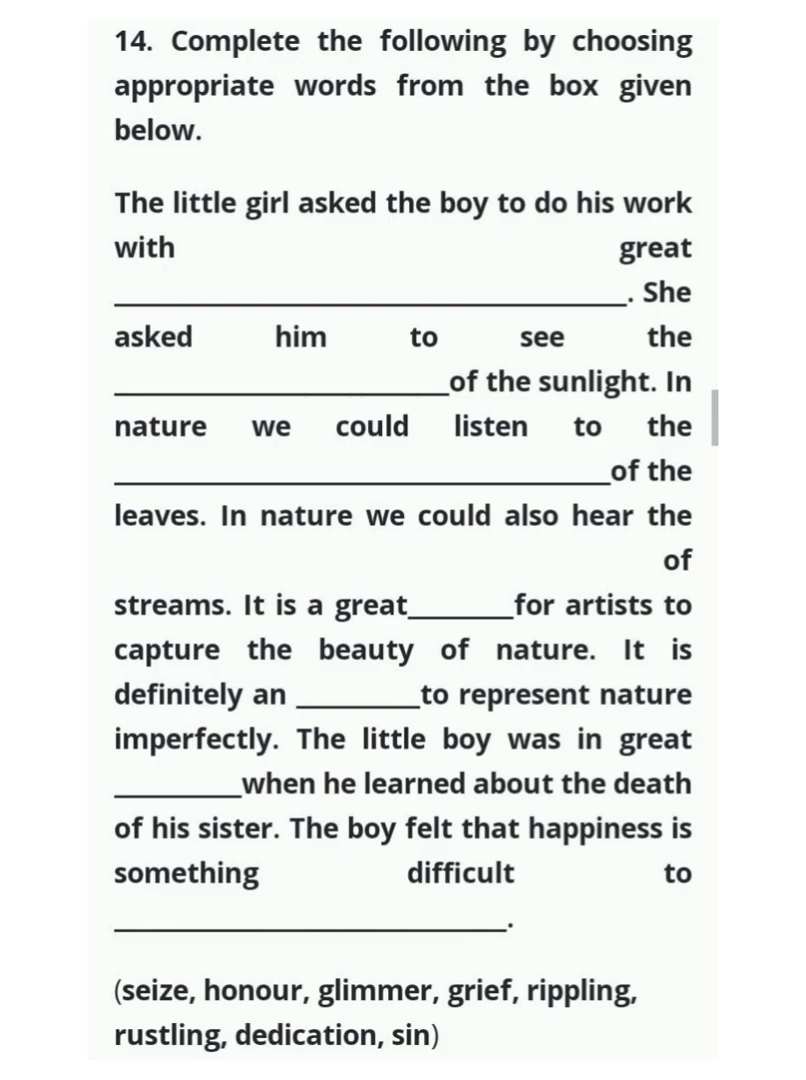 14. Complete the following by choosing
appropriate words from the box given
below.
The little girl asked the boy to do his work
with great
____________________________________. She
asked him to see the
______________________of the sunlight. In
nature we could listen to the
_________________________________of the
leaves. In nature we could also hear the
of
streams. It is a great_______for artists to
capture the beauty of nature. It is
definitely an ________to represent nature
imperfectly. The little boy was in great
________when he learned about the death
of his sister. The boy felt that happiness is
something difficult to
__________________________.
(seize, honour, glimmer, grief, rippling,
rustling, dedication, sin)